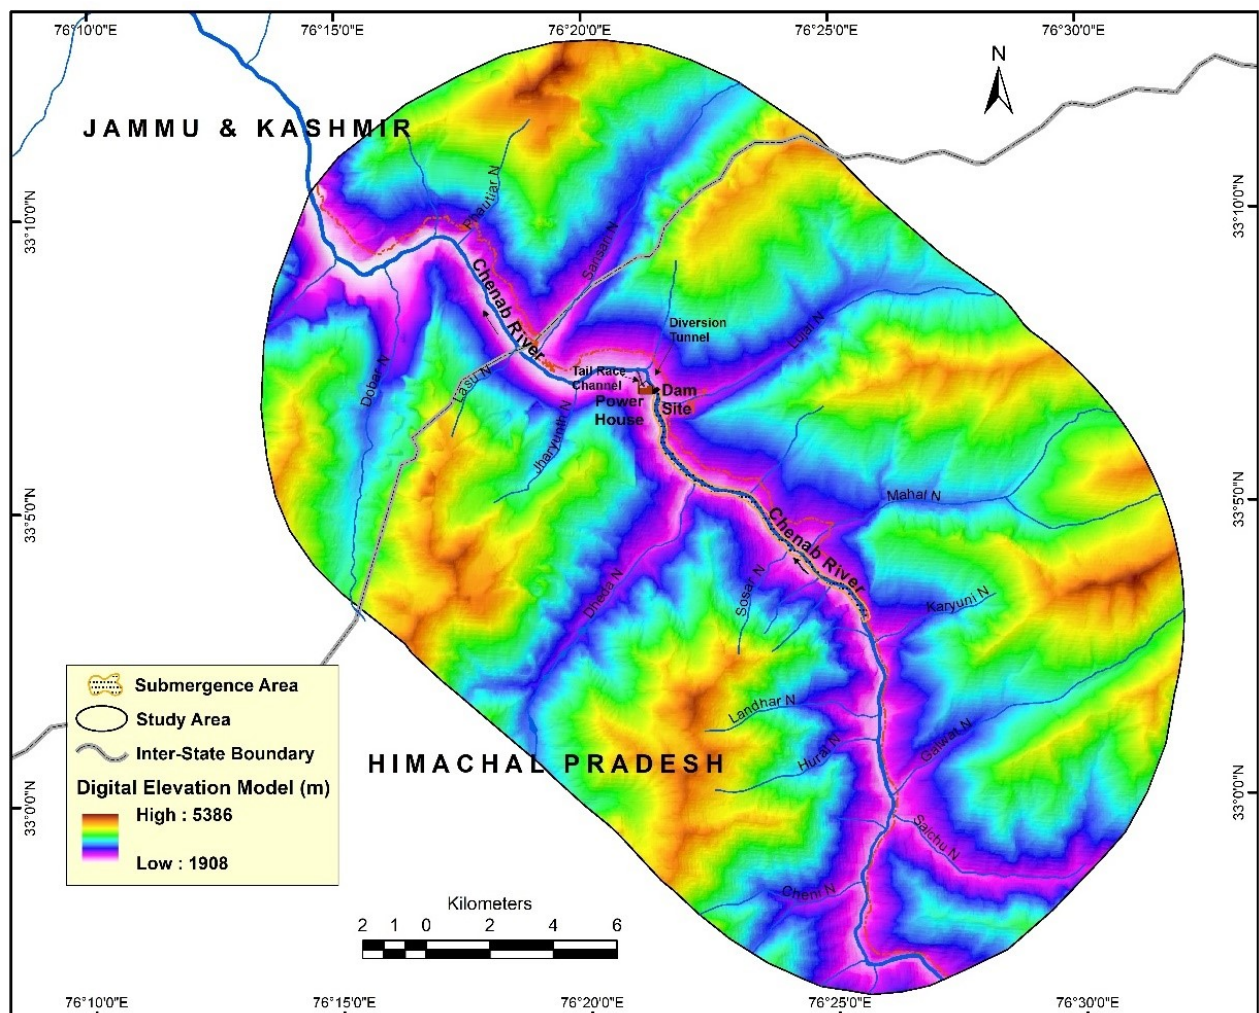 76°10'0"E
76°15'0"E
76°20'0"E
76°25'0"E
76°30'0"E
N
JAMMU & KASHMIR
33°10'0"N
33°10'0"N
Phautiar N
Sansari N
Chenab River
Diversion
Tunnel
Lujai N
Tail Race
Channel
Dam
Site
Power
House
Dobar N
Lasu N
Jharyunth N
33°5'0"N
33°5'0"N
Mahal N
Chenab River
Dheda N
Sosar N
Karyuni N
Landhar N
Hurai N
Galwat N
HIMACHAL PRADESH
33°0'0"N
33°0'0"N
Saichu N
Cheni N
Submergence Area
Study Area
Inter-State Boundary
Digital Elevation Model (m)
High : 5386
Low : 1908
Kilometers
2 1 0 2 4 6
76°10'0"E
76°15'0"E
76°20'0"E
76°25'0"E
76°30'0"E